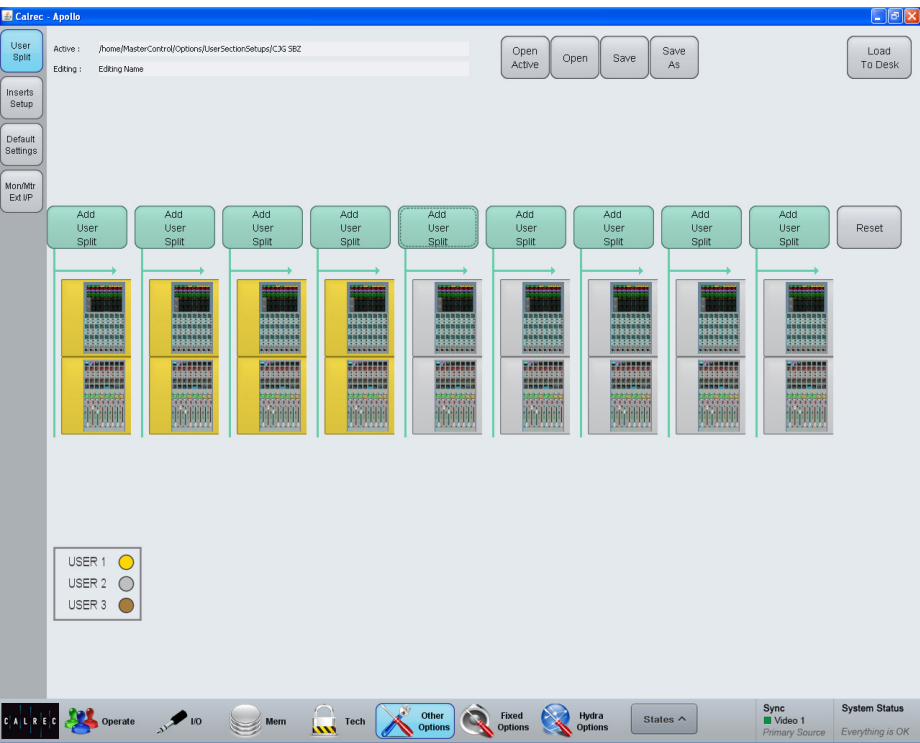 Calrec - Apollo
User
Split
Active : /home/MasterControl/Options/UserSectionSetups/CJG SBZ
Editing : Editing Name
Open
Active
Open
Save
Save
As
Load
To Desk
Inserts
Setup
Default
Settings
Mon/Mtr
Ext I/P
Add
User
Split
Add
User
Split
Add
User
Split
Add
User
Split
Add
User
Split
Add
User
Split
Add
User
Split
Add
User
Split
Add
User
Split
Reset
USER 1
USER 2
USER 3
CALREC
Operate
I/O
Mem
Tech
Other
Options
Fixed
Options
Hydra
Options
States ^
Sync
Video 1
Primary Source
System Status
Everything is OK